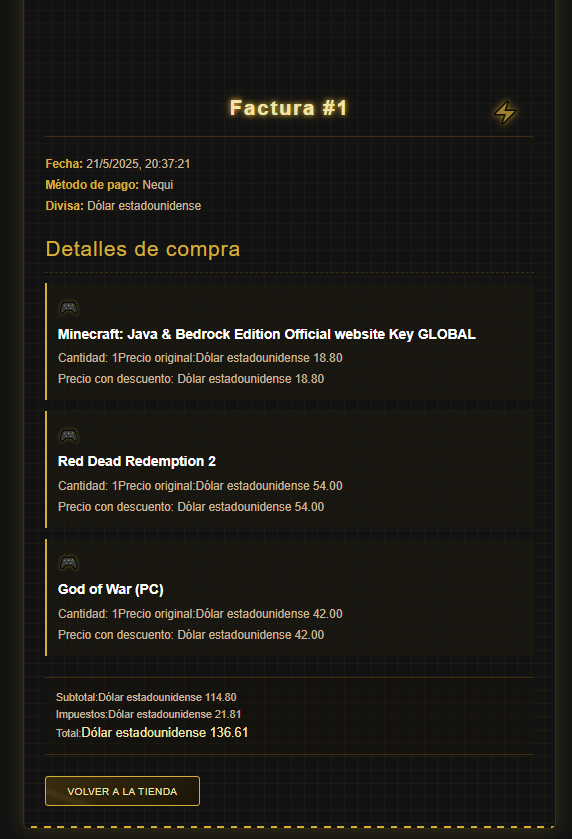 Factura #1
Fecha: 21/5/2025, 20:37:21
Método de pago: Nequi
Divisa: Dólar estadounidense
Detalles de compra
Minecraft: Java & Bedrock Edition Official website Key GLOBAL
Cantidad: 1Precio original:Dólar estadounidense 18.80
Precio con descuento: Dólar estadounidense 18.80
Red Dead Redemption 2
Cantidad: 1Precio original:Dólar estadounidense 54.00
Precio con descuento: Dólar estadounidense 54.00
God of War (PC)
Cantidad: 1Precio original:Dólar estadounidense 42.00
Precio con descuento: Dólar estadounidense 42.00
Subtotal:Dólar estadounidense 114.80
Impuestos:Dólar estadounidense 21.81
Total:Dólar estadounidense 136.61
VOLVER A LA TIENDA